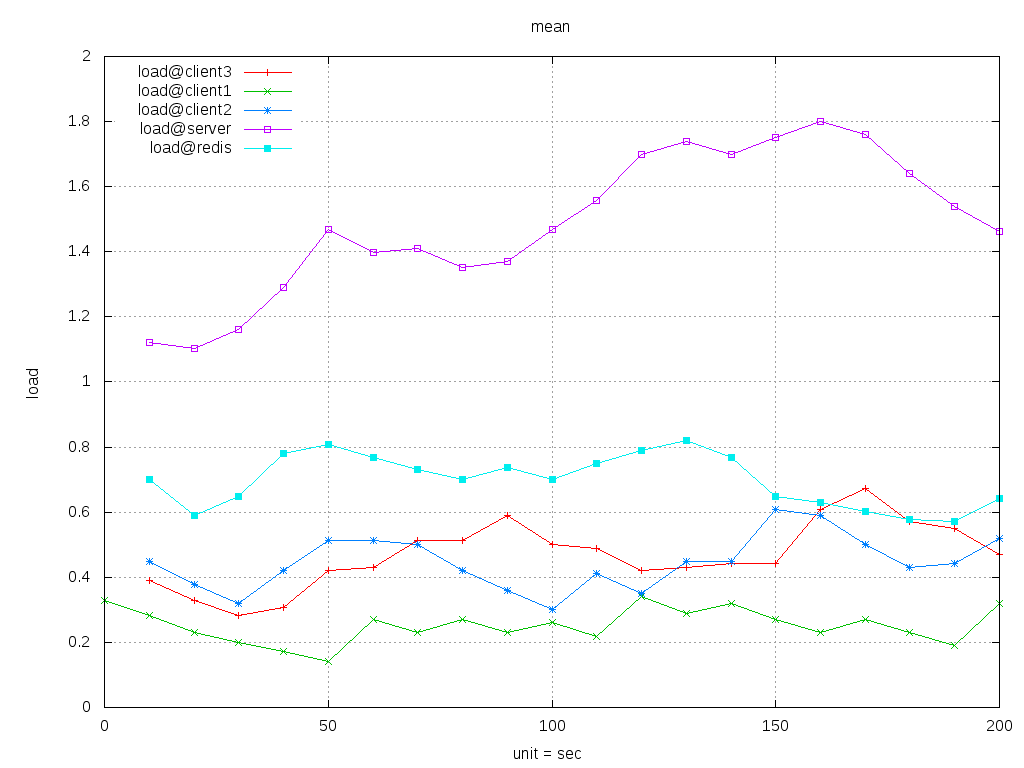 mean
load@client3
load@client1
load@client2
load@server
load@redis
2
1.8
1.6
1.4
1.2
1
0.8
0.6
0.4
0.2
0
load
0 50 100 150 200
unit = sec